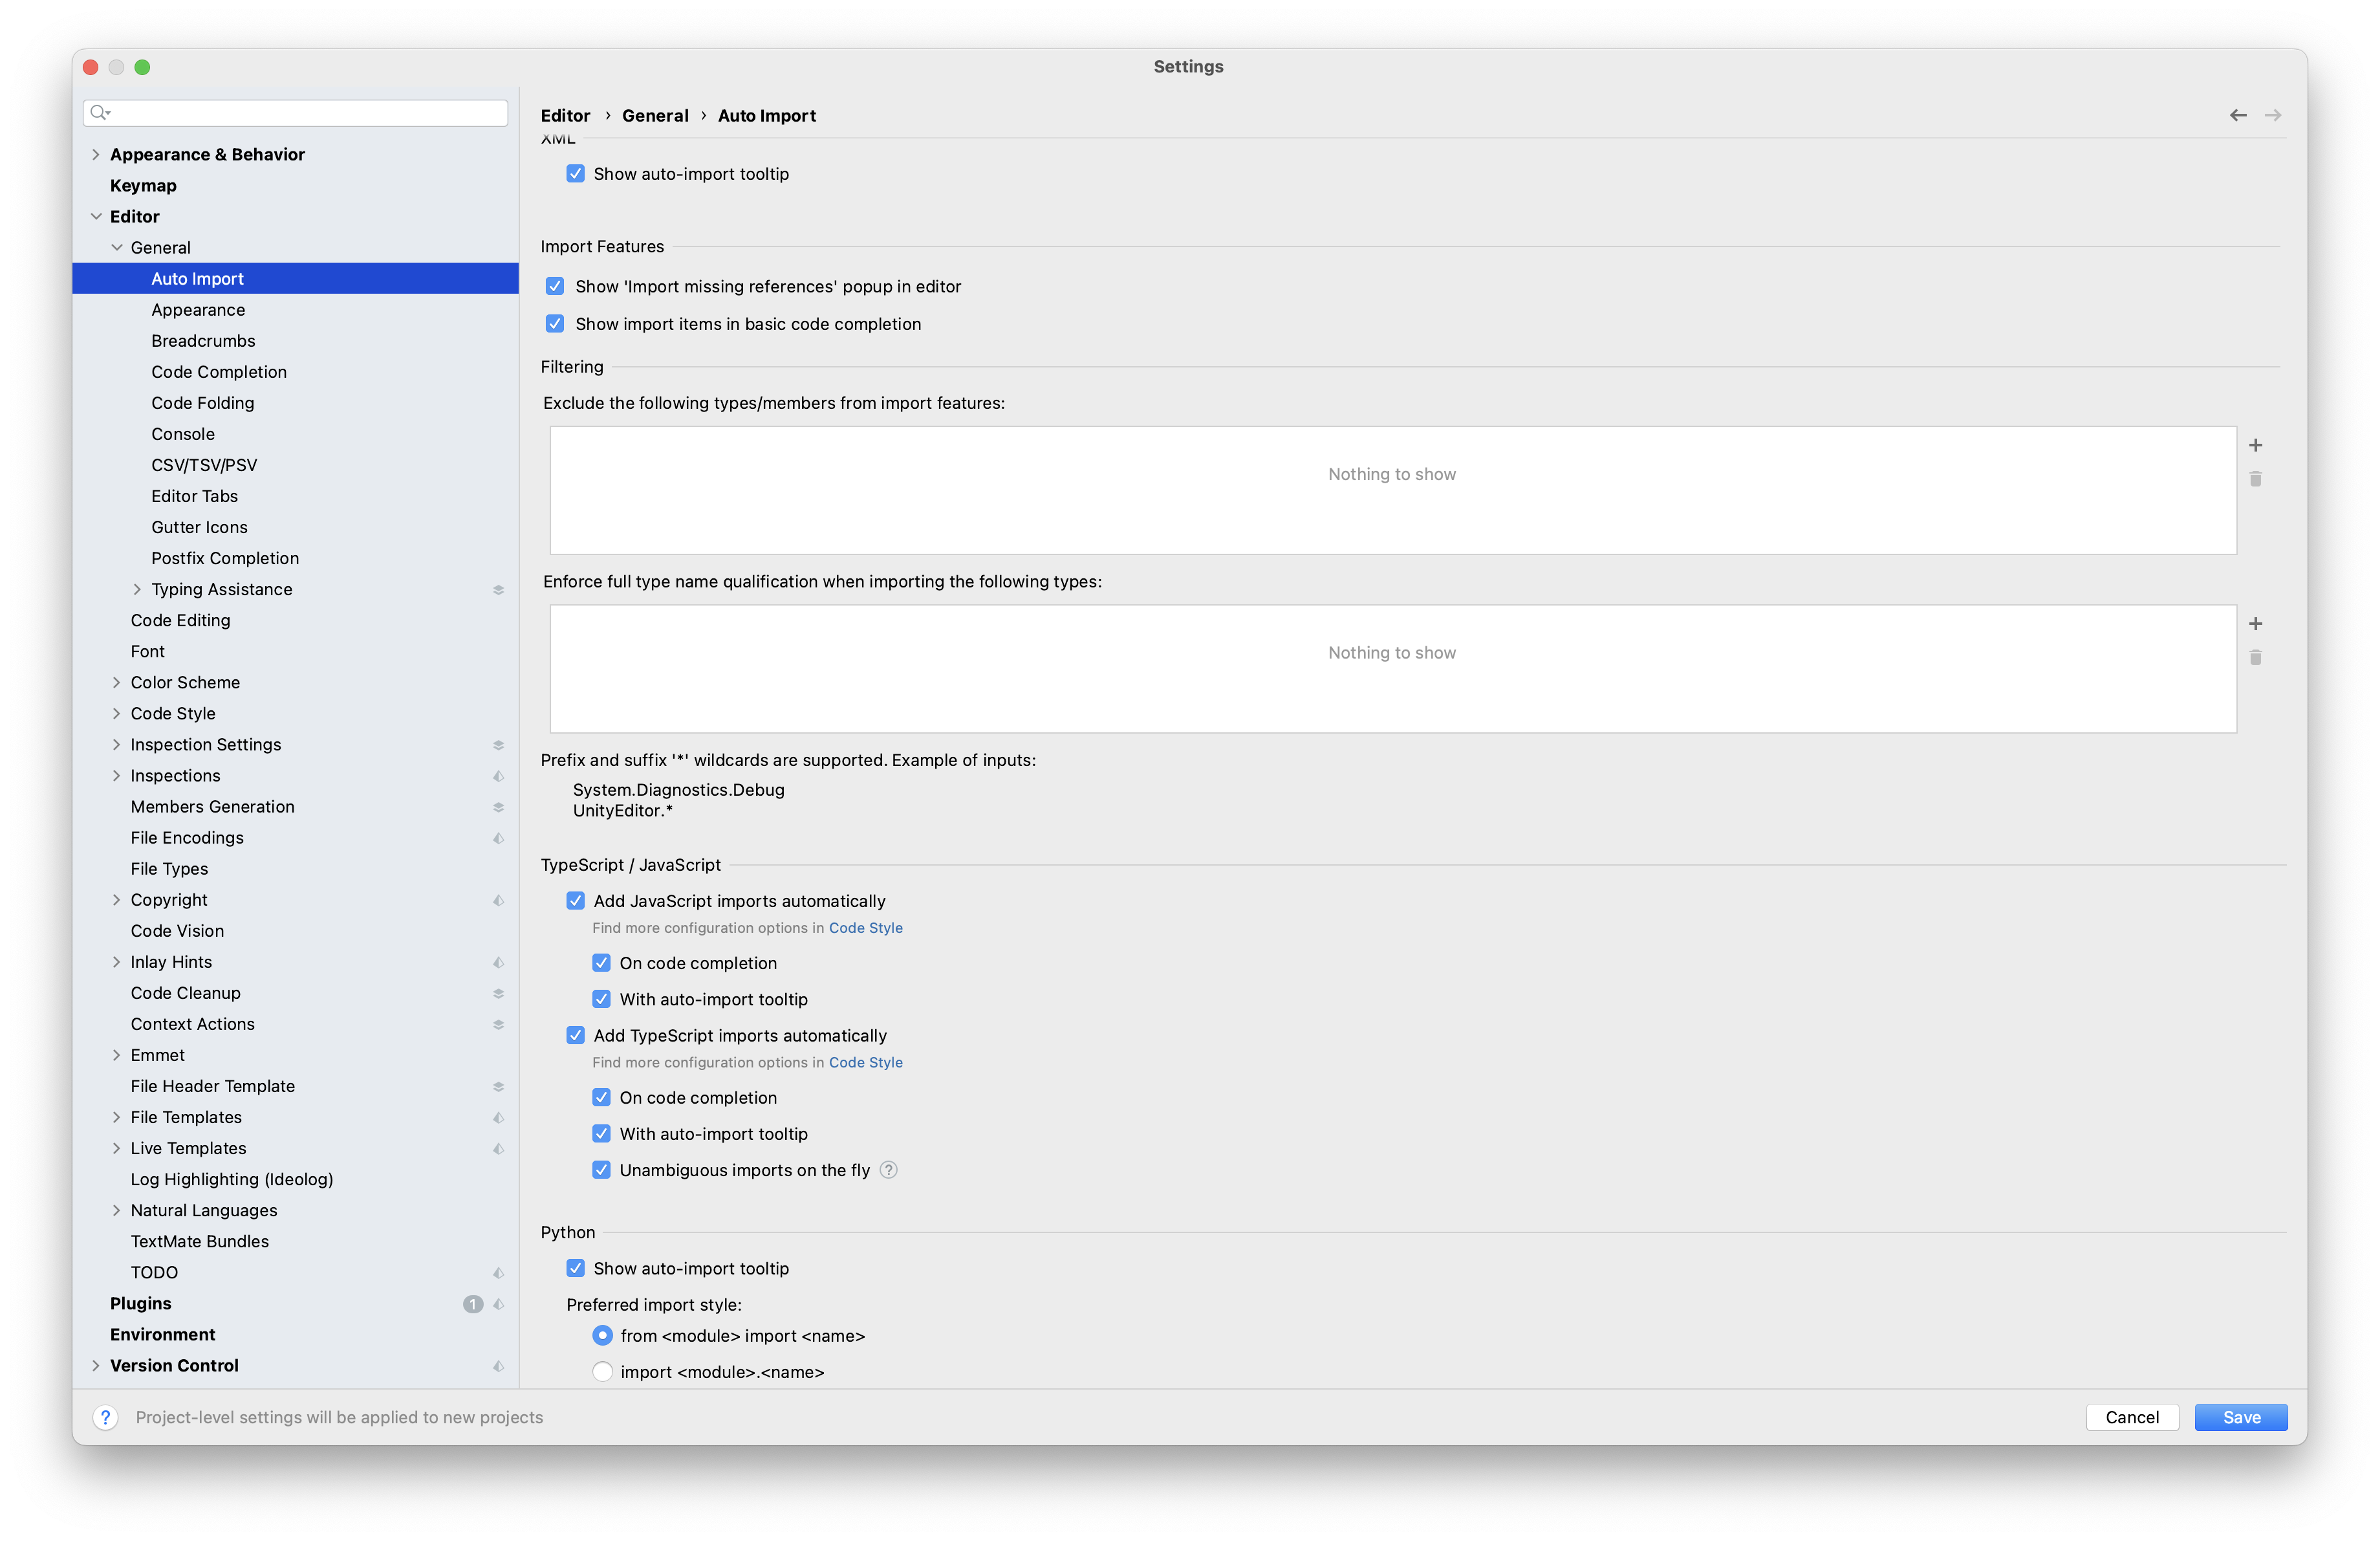 Settings
Appearance & Behavior
Keymap
Editor
General
Auto Import
Appearance
Breadcrumbs
Code Completion
Code Folding
Console
CSV/TSV/PSV
Editor Tabs
Gutter Icons
Postfix Completion
Typing Assistance
Code Editing
Font
Color Scheme
Code Style
Inspection Settings
Inspections
Members Generation
File Encodings
File Types
Copyright
Code Vision
Inlay Hints
Code Cleanup
Context Actions
Emmet
File Header Template
File Templates
Live Templates
Log Highlighting (Ideolog)
Natural Languages
TextMate Bundles
TODO
Plugins 1
Environment
Version Control
Editor › General › Auto Import
XML
Show auto-import tooltip
Import Features
Show 'Import missing references' popup in editor
Show import items in basic code completion
Filtering
Exclude the following types/members from import features:
Nothing to show
Enforce full type name qualification when importing the following types:
Nothing to show
Prefix and suffix '*' wildcards are supported. Example of inputs:
System.Diagnostics.Debug
UnityEditor.*
TypeScript / JavaScript
Add JavaScript imports automatically
Find more configuration options in Code Style
On code completion
With auto-import tooltip
Add TypeScript imports automatically
Find more configuration options in Code Style
On code completion
With auto-import tooltip
Unambiguous imports on the fly ?
Python
Show auto-import tooltip
Preferred import style:
from <module> import <name>
import <module>.<name>
? Project-level settings will be applied to new projects
Cancel
Save